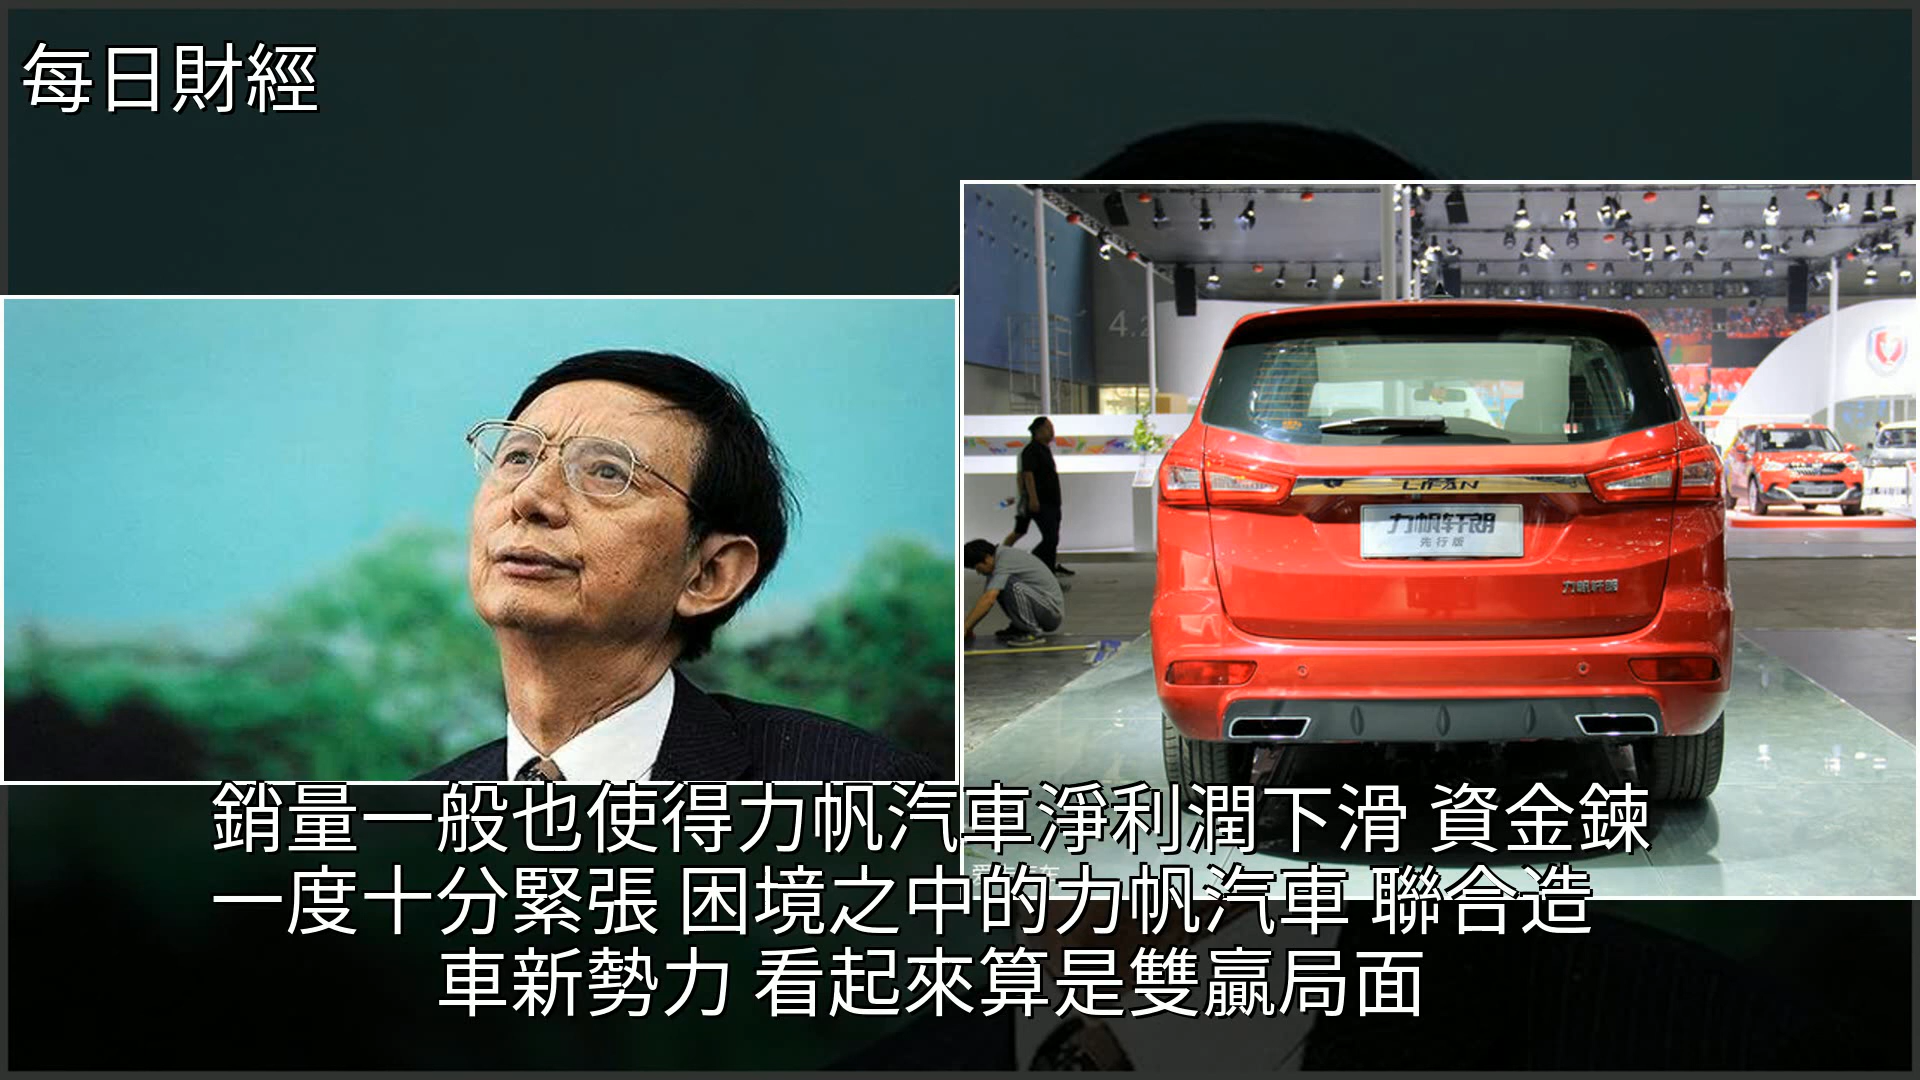 每日財經
4.2
LIFAN
力帆轩朗
先行版
力帆轩朗
銷量一般也使得力帆汽車淨利潤下滑 資金鍊
一度十分緊張 困境之中的力帆汽車 聯合造
車新勢力 看起來算是雙贏局面